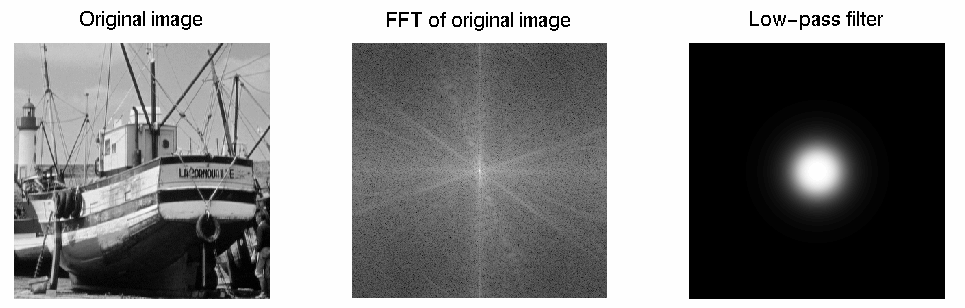 Original image
FFT of original image
Low-pass filter